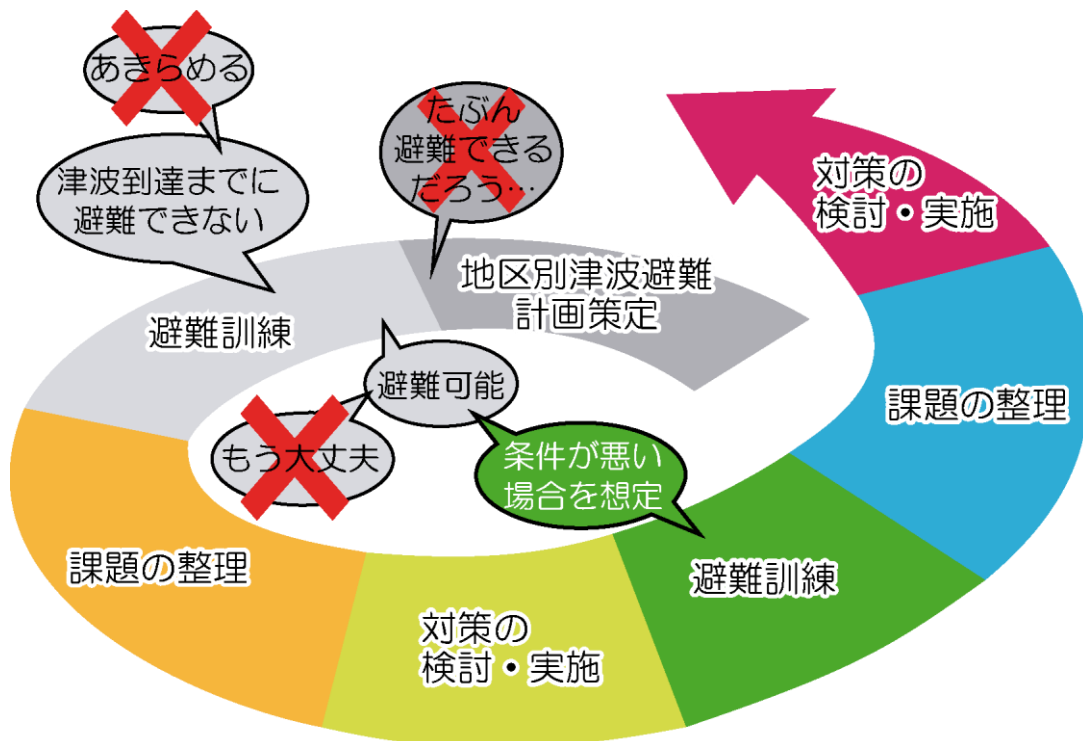 あきらめる
津波到達までに
避難できない
たぶん
避難できる
だろう…
地区別津波避難
計画策定
避難訓練
避難可能
もう大丈夫
条件が悪い
場合を想定
課題の整理
対策の
検討・実施
避難訓練
課題の整理
対策の
検討・実施